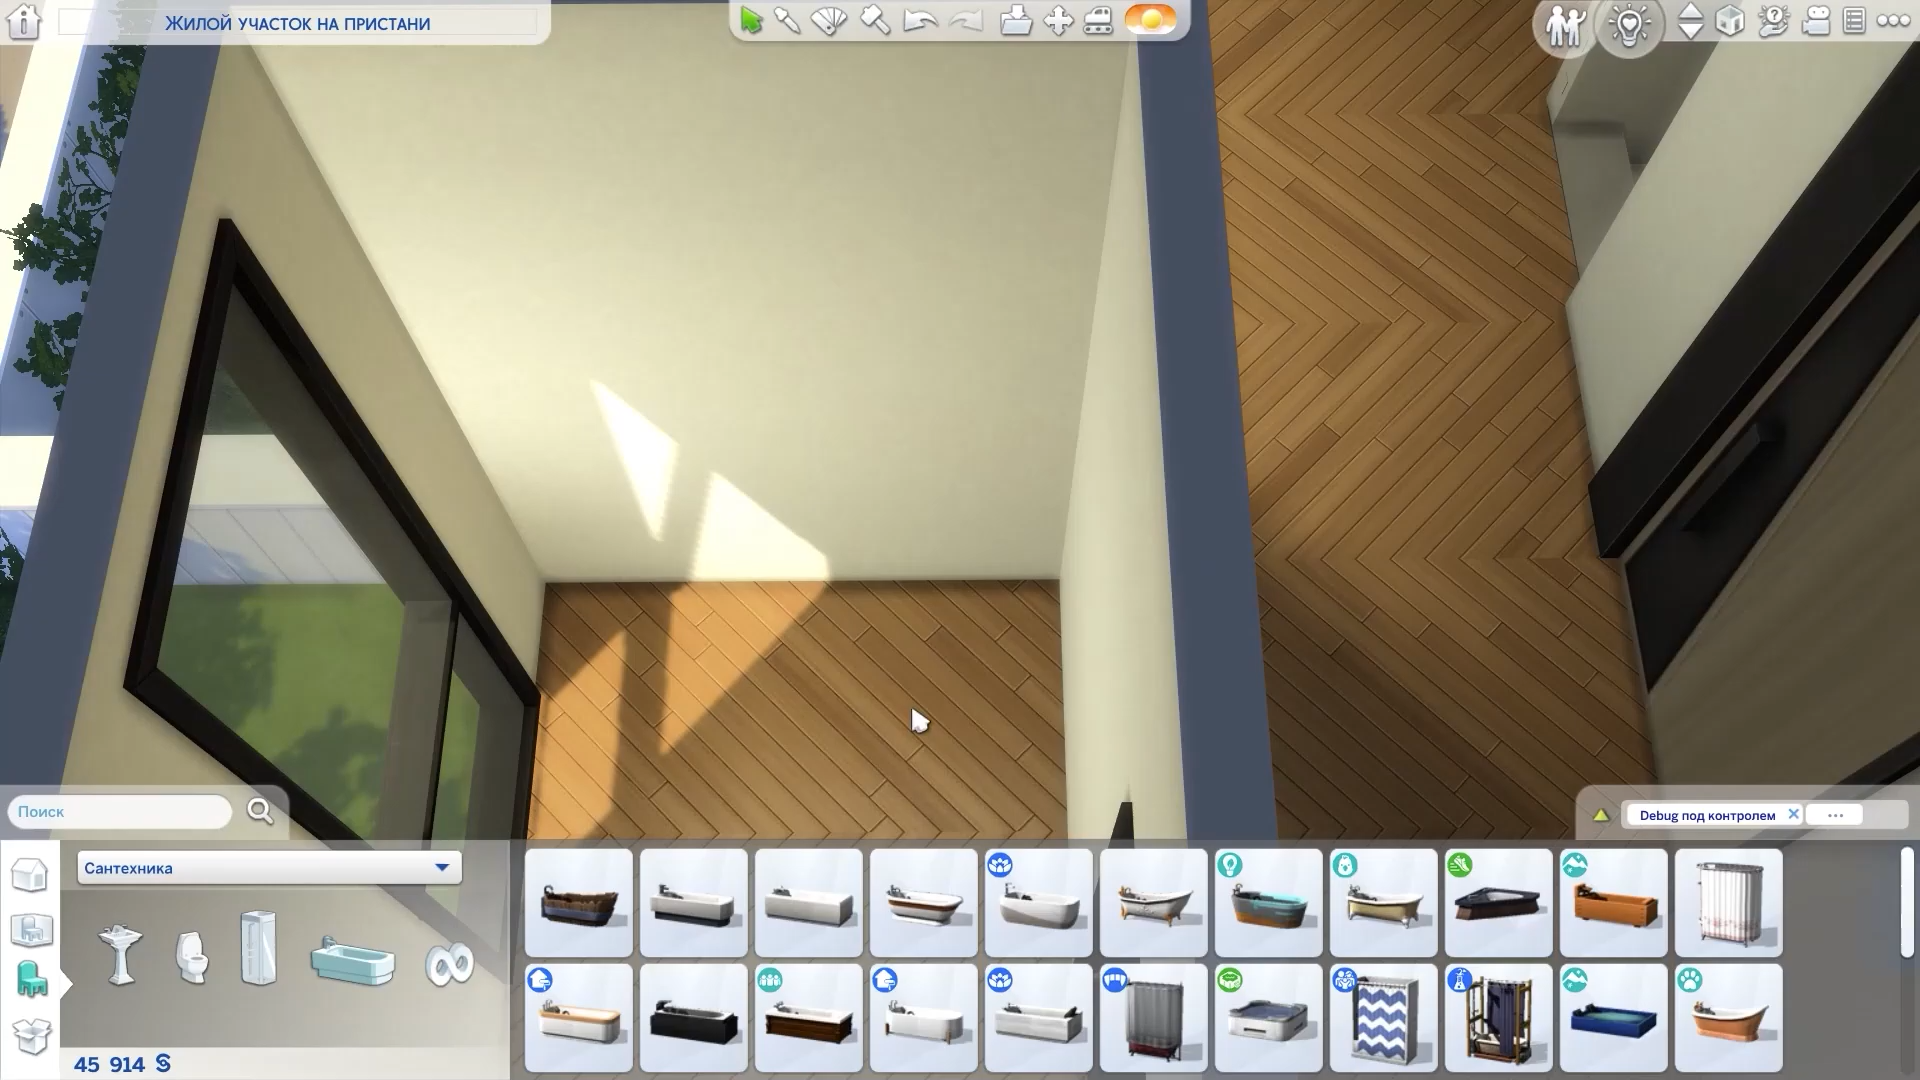 Жилой участок на пристани
Поиск
Debug под контролем
...
Сантехника
45 914 §